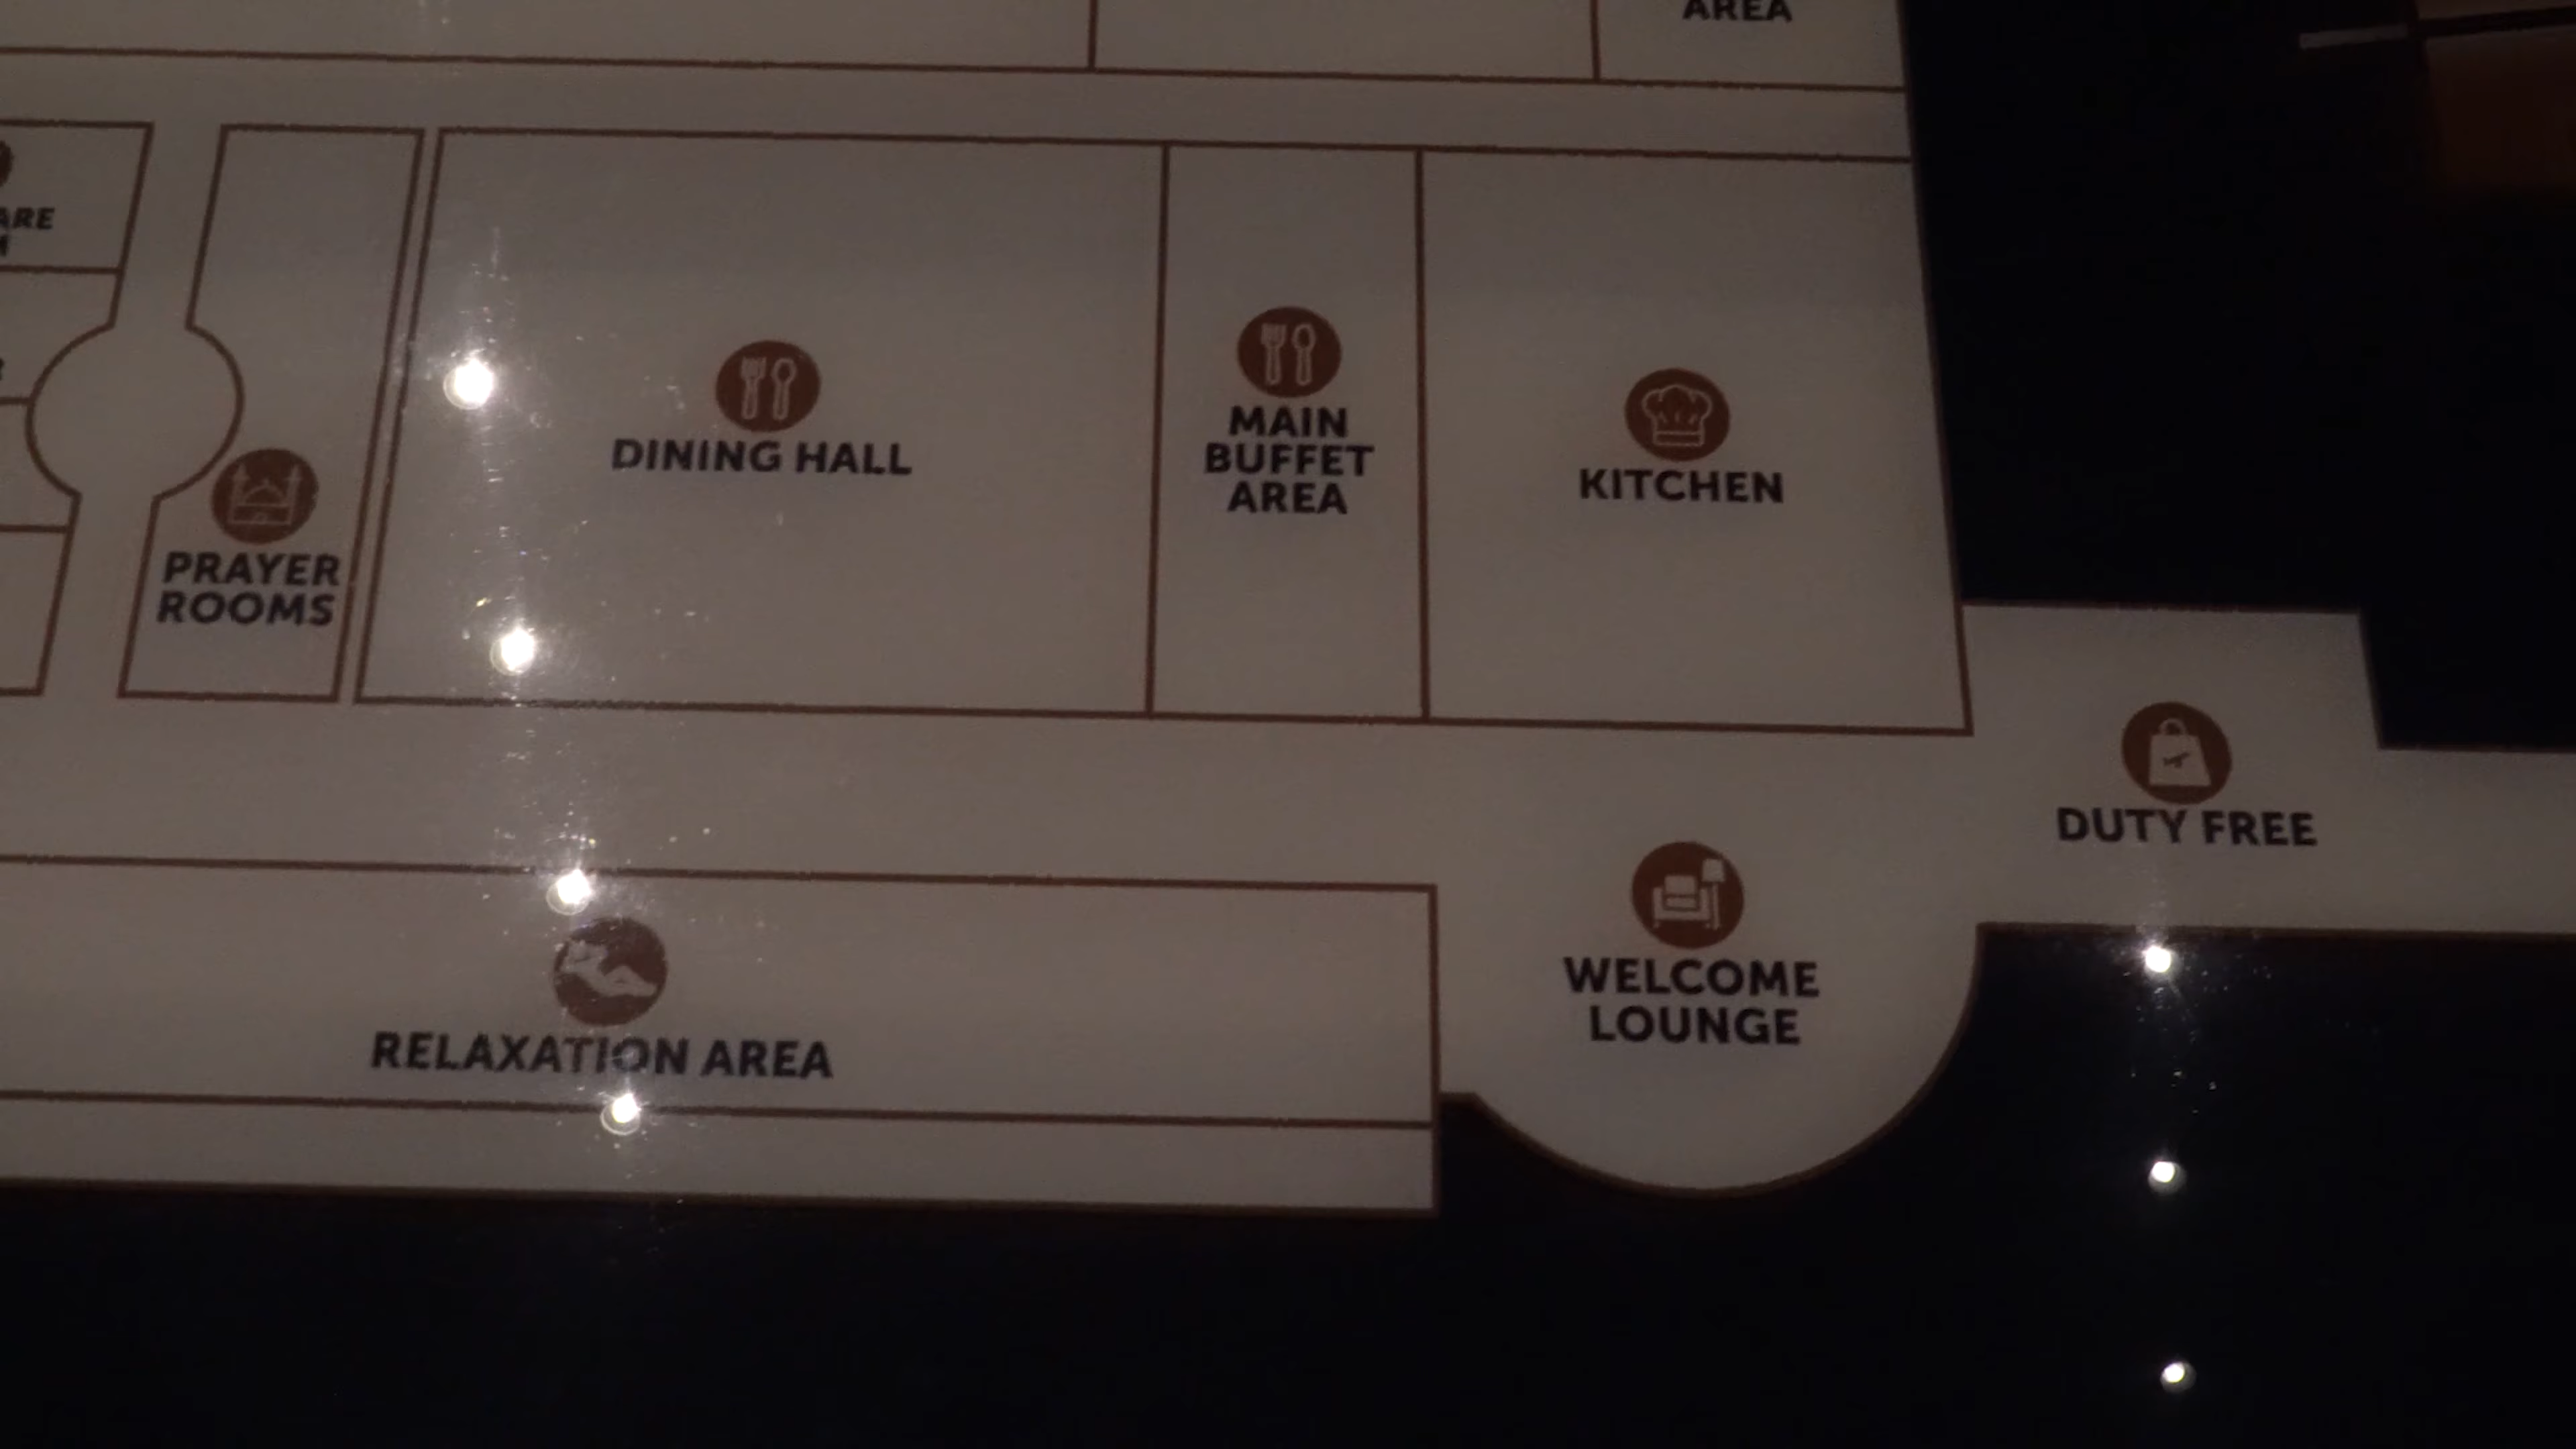 AREA
DINING HALL
MAIN
BUFFET
AREA
KITCHEN
PRAYER
ROOMS
DUTY FREE
WELCOME
LOUNGE
RELAXATION AREA